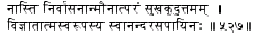 नास्ति निर्वासनान्मौनात्परं सुखकृदुत्तमम् ।
विज्ञातात्मस्वरूपस्य स्वानन्दरसपायिनः ॥ ५२७॥